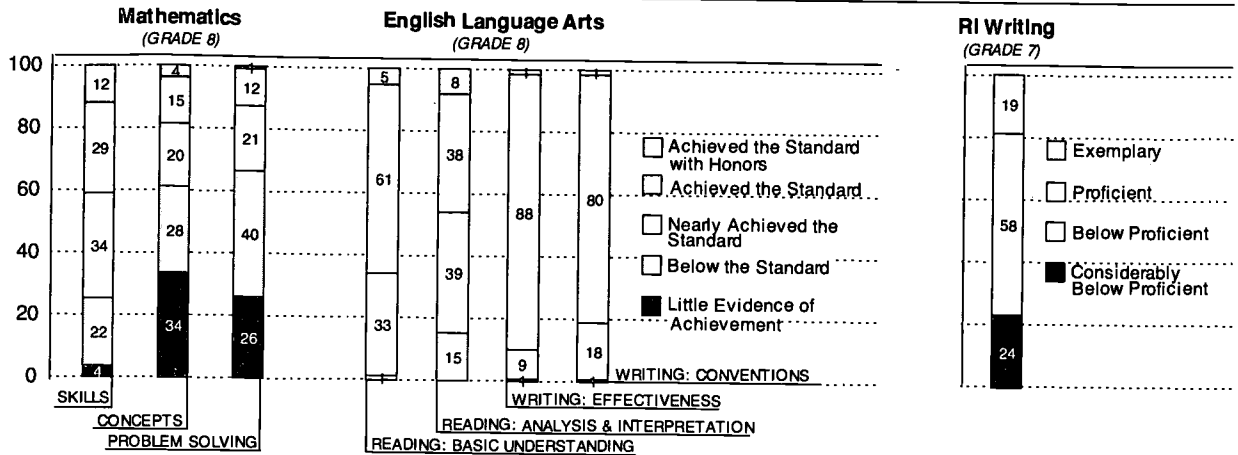 Mathematics
(GRADE 8)
English Language Arts
(GRADE 8)
RI Writing
(GRADE 7)
100
80
60
40
20
0
12
29
34
22
4
4
15
20
28
34
12
21
40
26
5
61
33
8
38
39
15
88
9
80
18
19
58
24
Achieved the Standard
with Honors
Achieved the Standard
Nearly Achieved the
Standard
Below the Standard
Little Evidence of
Achievement
Exemplary
Proficient
Below Proficient
Considerably
Below Proficient
SKILLS
CONCEPTS
PROBLEM SOLVING
WRITING: CONVENTIONS
WRITING: EFFECTIVENESS
READING: ANALYSIS & INTERPRETATION
READING: BASIC UNDERSTANDING